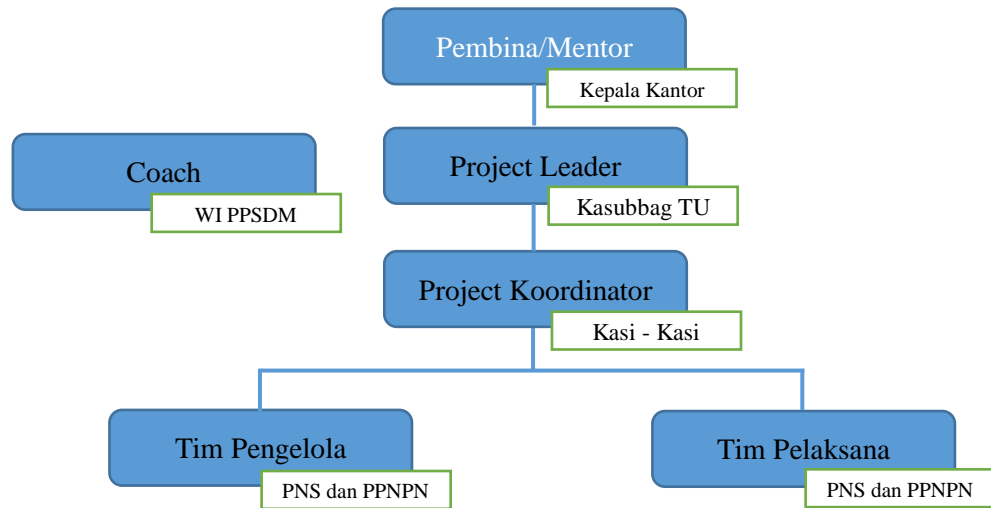 Pembina/Mentor
Kepala Kantor
Coach
WI PPSDM
Project Leader
Kasubbag TU
Project Koordinator
Kasi - Kasi
Tim Pengelola
PNS dan PPNPN
Tim Pelaksana
PNS dan PPNPN